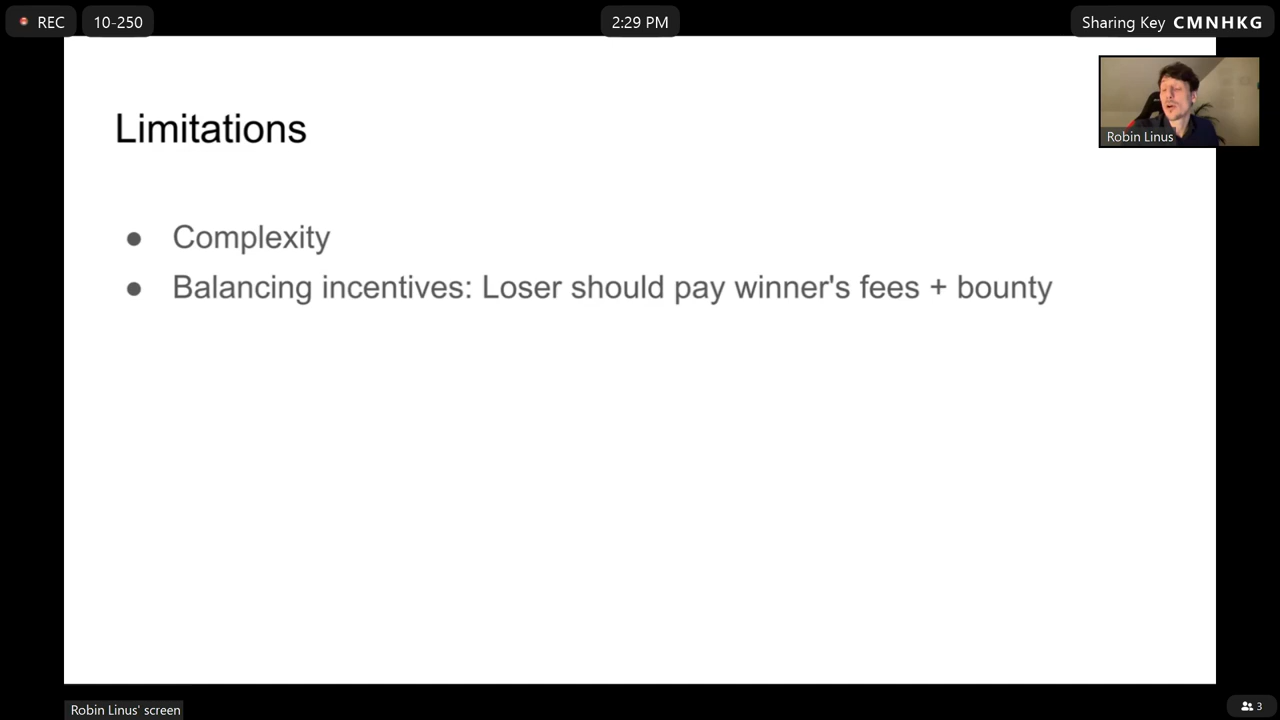 REC
10-250
2:29 PM
Sharing Key CMNHKG
Limitations
Robin Linus
● Complexity
● Balancing incentives: Loser should pay winner's fees + bounty
Robin Linus' screen
3